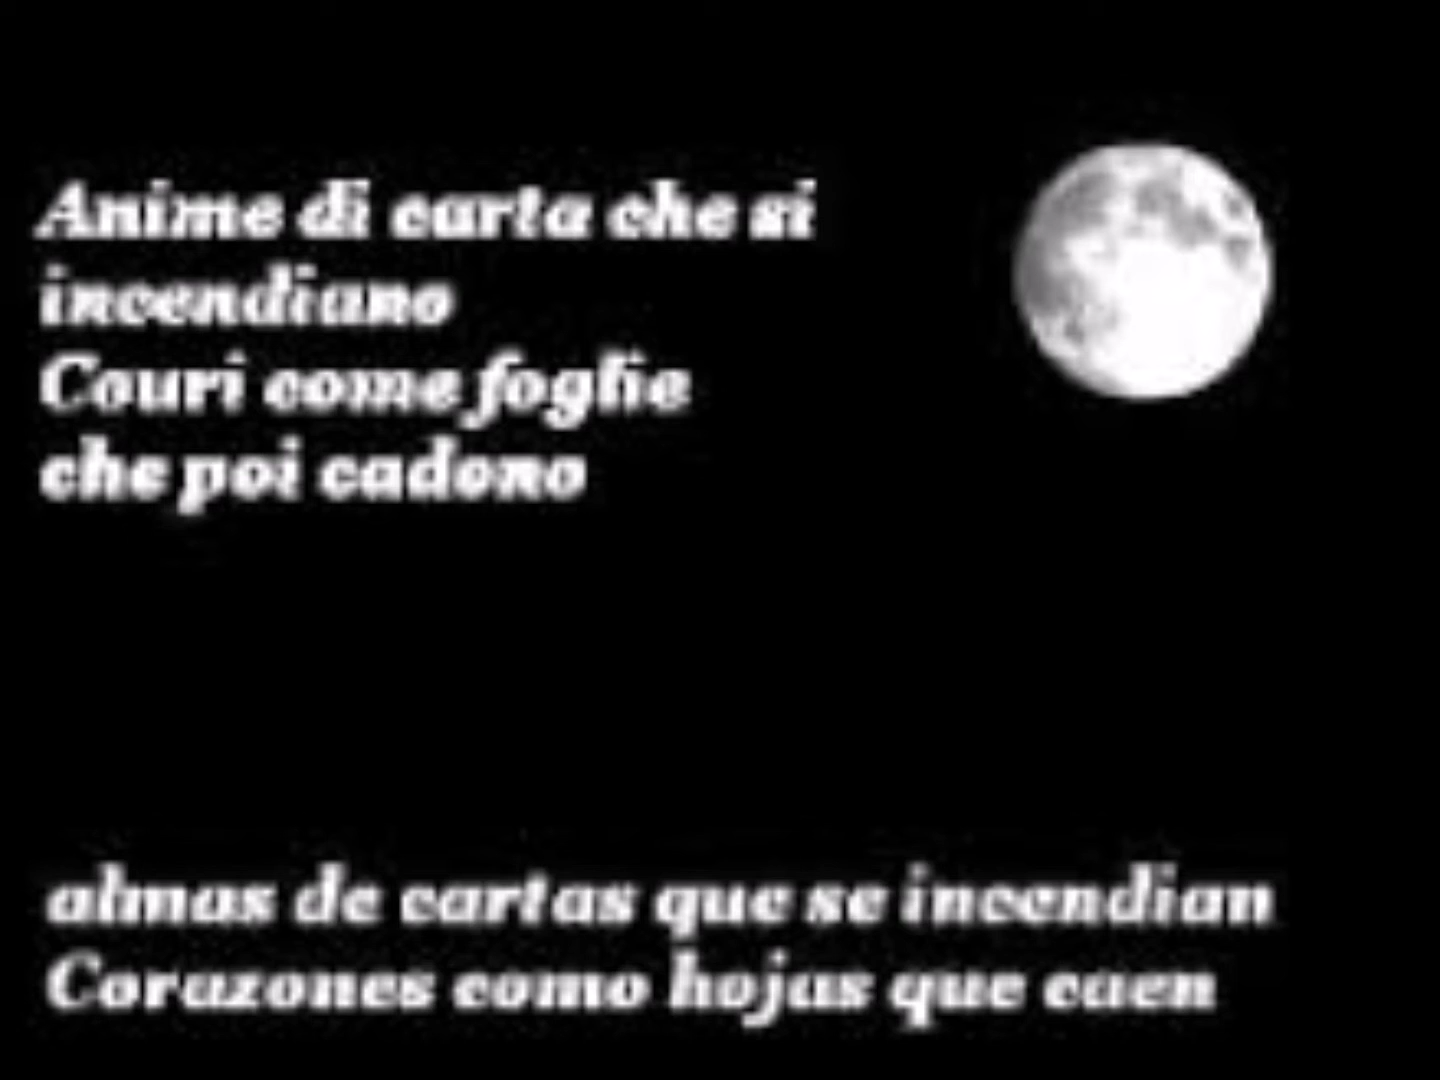 Anime di carta che si
incendiano
Couri come foglie
che poi cadono
almas de cartas que se incendian
Corazones como hojas que caen